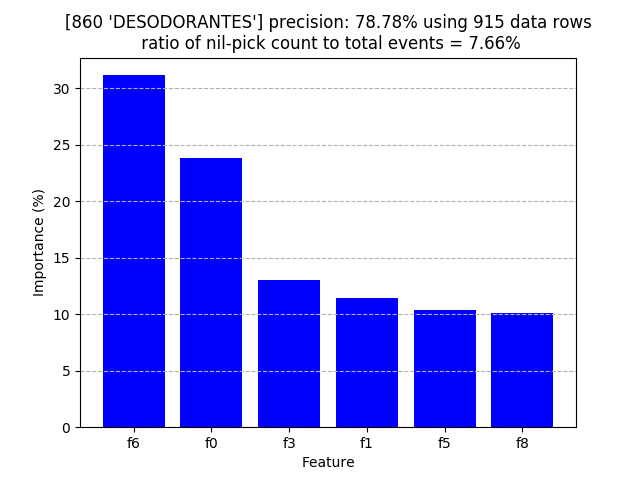 [860 'DESODORANTES'] precision: 78.78% using 915 data rows
ratio of nil-pick count to total events = 7.66%
30
25
20
15
10
5
0
Importance (%)
f6 f0 f3 f1 f5 f8
Feature